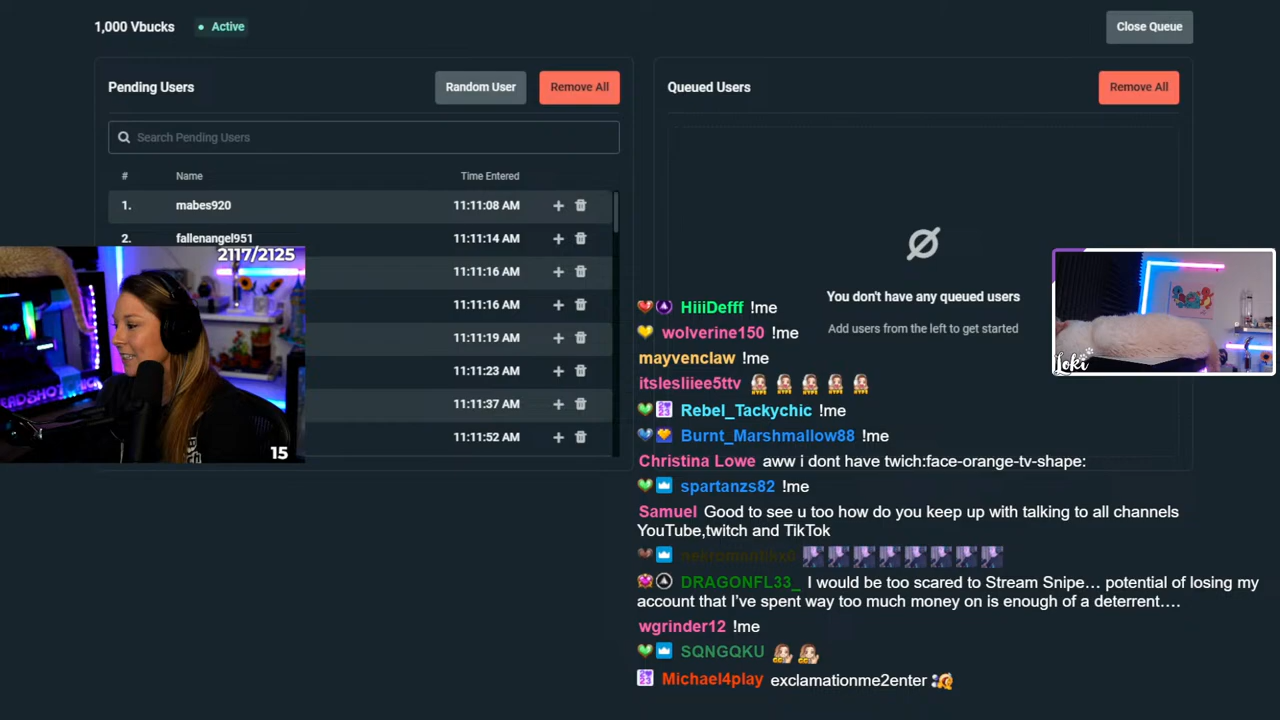 1,000 Vbucks
Active
Close Queue
Pending Users
Random User
Remove All
Queued Users
Remove All
Search Pending Users
# Name Time Entered
1. mabes920 11:11:08 AM
2. fallenangel951 11:11:14 AM
11:11:16 AM
11:11:16 AM
11:11:19 AM
11:11:23 AM
11:11:37 AM
11:11:52 AM
2117/2125
15
You don't have any queued users
Add users from the left to get started
Loki
HiiiDefff !me
wolverine150 !me
mayvenclaw !me
itslesliiee5ttv
Rebel_Tackychic !me
Burnt_Marshmallow88 !me
Christina Lowe aww i dont have twich:face-orange-tv-shape:
spartanzs82 !me
Samuel Good to see u too how do you keep up with talking to all channels
YouTube,twitch and TikTok
DRAGONFL33_ I would be too scared to Stream Snipe… potential of losing my
account that I've spent way too much money on is enough of a deterrent….
wgrinder12 !me
SQNGQKU
Michael4play exclamationme2enter